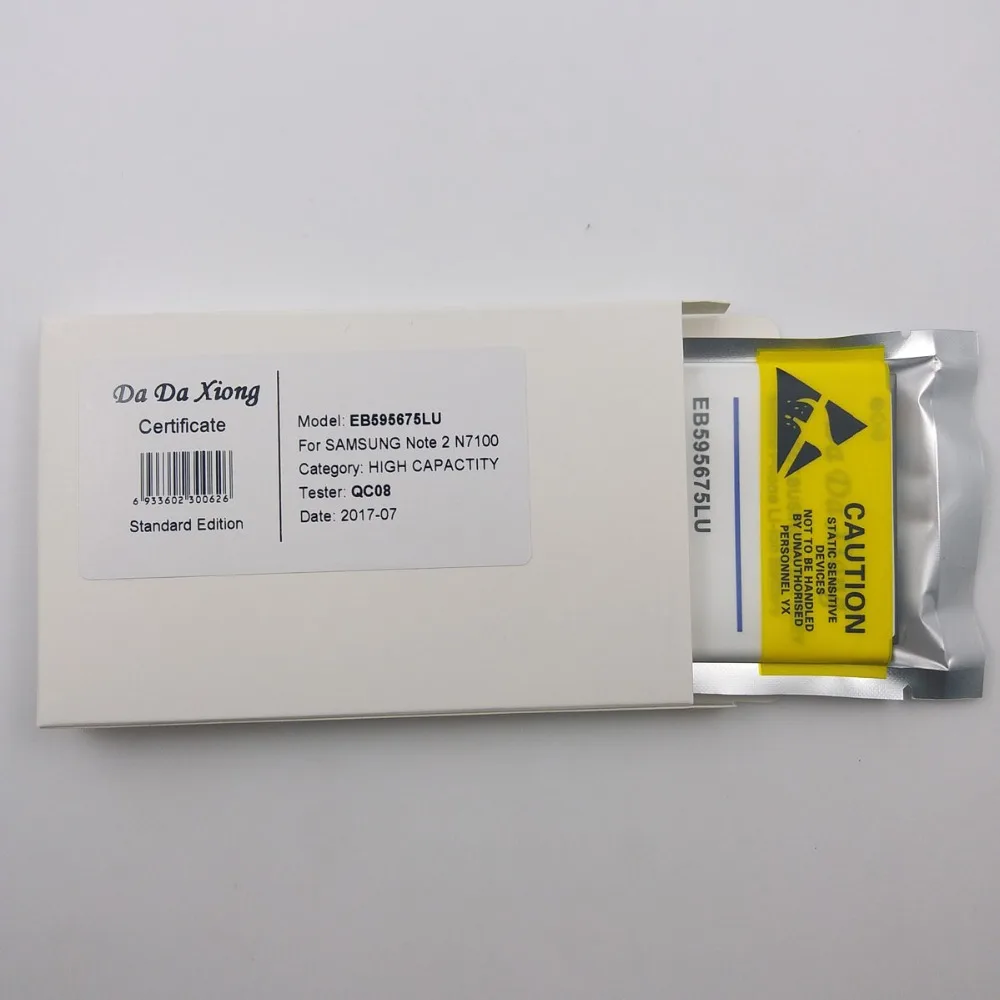 Da Da Xiong
Certificate
6 933602 300626
Standard Edition
Model: EB595675LU
For SAMSUNG Note 2 N7100
Category: HIGH CAPACTITY
Tester: QC08
Date: 2017-07
EB595675LU
CAUTION
STATIC SENSITIVE
DEVICES
NOT TO BE HANDLED
BY UNAUTHORISED
PERSONNEL YX